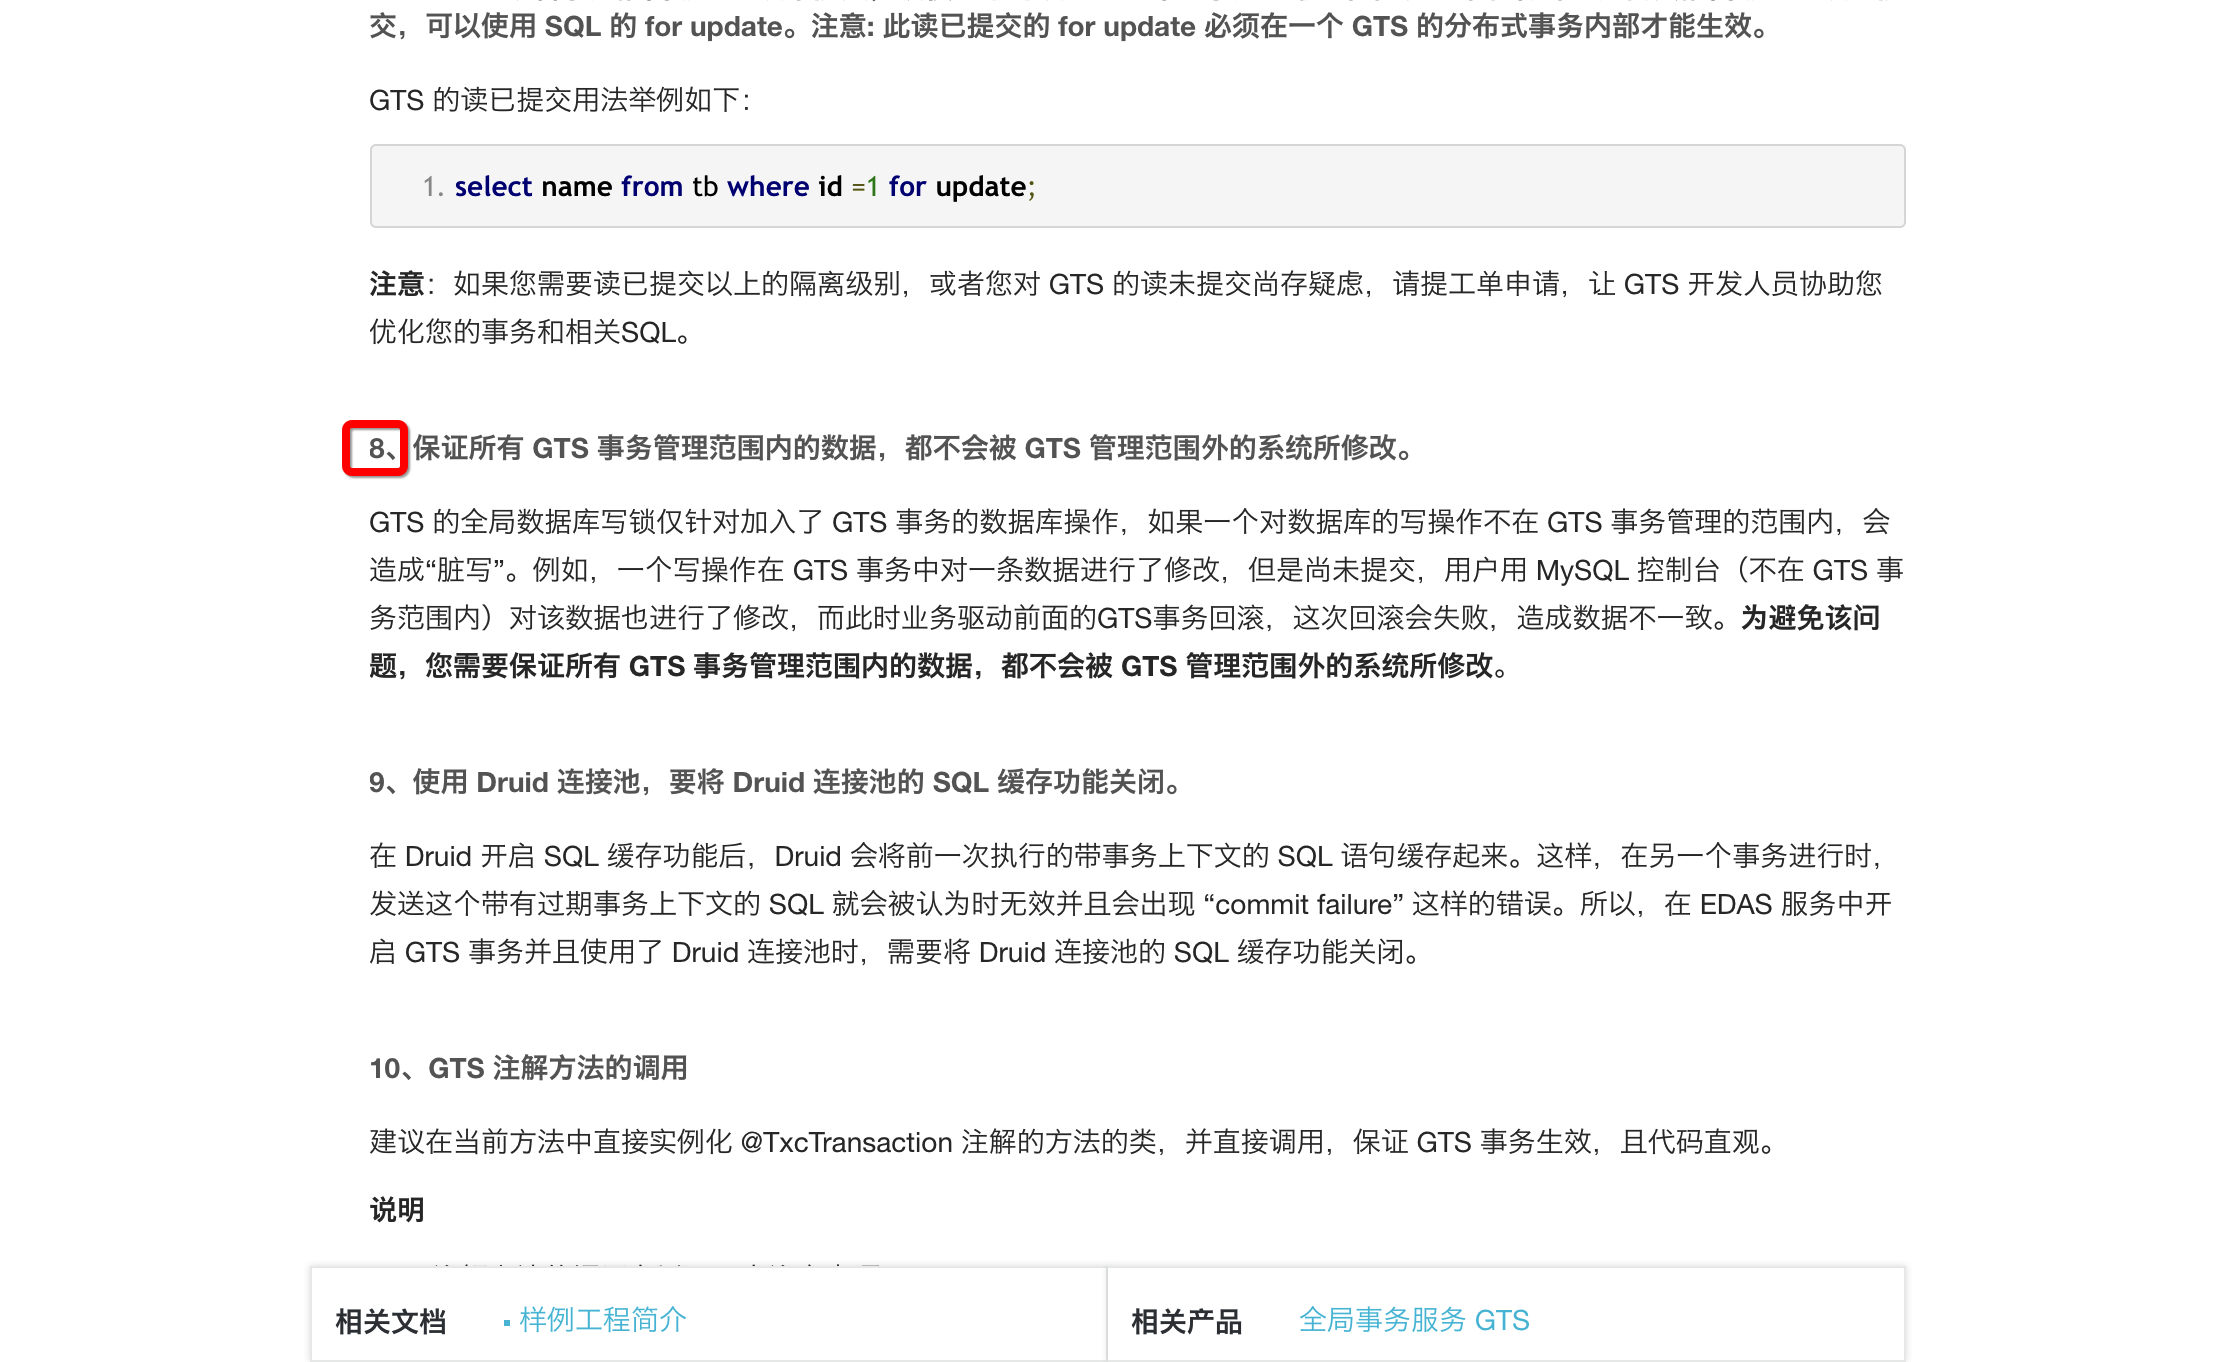 交，可以使用 SQL 的 for update。注意: 此读已提交的 for update 必须在一个 GTS 的分布式事务内部才能生效。
GTS 的读已提交用法举例如下：
1. select name from tb where id =1 for update;
注意：如果您需要读已提交以上的隔离级别，或者您对 GTS 的读未提交尚存疑虑，请提工单申请，让 GTS 开发人员协助您
优化您的事务和相关SQL。
8、保证所有 GTS 事务管理范围内的数据，都不会被 GTS 管理范围外的系统所修改。
GTS 的全局数据库写锁仅针对加入了 GTS 事务的数据库操作，如果一个对数据库的写操作不在 GTS 事务管理的范围内，会
造成“脏写”。例如，一个写操作在 GTS 事务中对一条数据进行了修改，但是尚未提交，用户用 MySQL 控制台（不在 GTS 事
务范围内）对该数据也进行了修改，而此时业务驱动前面的GTS事务回滚，这次回滚会失败，造成数据不一致。为避免该问
题，您需要保证所有 GTS 事务管理范围内的数据，都不会被 GTS 管理范围外的系统所修改。
9、使用 Druid 连接池，要将 Druid 连接池的 SQL 缓存功能关闭。
在 Druid 开启 SQL 缓存功能后，Druid 会将前一次执行的带事务上下文的 SQL 语句缓存起来。这样，在另一个事务进行时，
发送这个带有过期事务上下文的 SQL 就会被认为时无效并且会出现 “commit failure” 这样的错误。所以，在 EDAS 服务中开
启 GTS 事务并且使用了 Druid 连接池时，需要将 Druid 连接池的 SQL 缓存功能关闭。
10、GTS 注解方法的调用
建议在当前方法中直接实例化 @TxcTransaction 注解的方法的类，并直接调用，保证 GTS 事务生效，且代码直观。
说明
相关文档 ▪ 样例工程简介 相关产品 全局事务服务 GTS